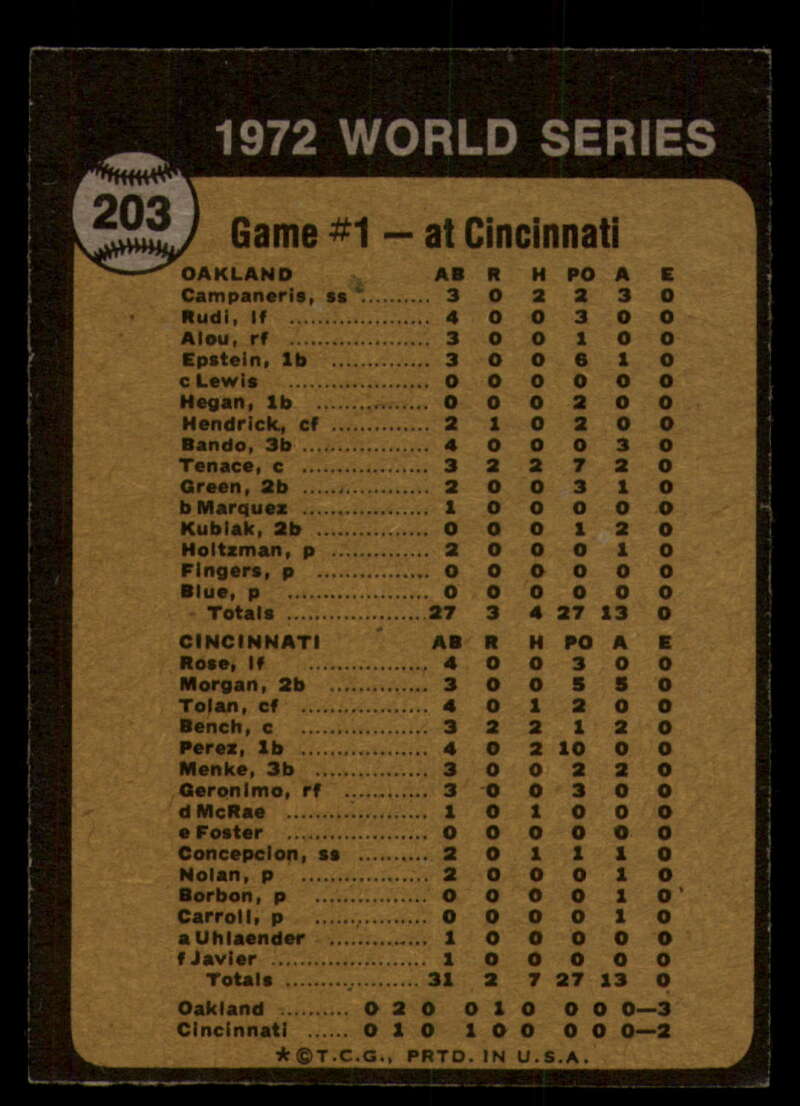 1972 WORLD SERIES
203
Game #1 — at Cincinnati
OAKLAND AB R H PO A E
Campaneris, ss .......... 3 0 2 2 3 0
Rudi, lf .................... 4 0 0 3 0 0
Alou, rf .................... 3 0 0 1 0 0
Epstein, 1b .............. 3 0 0 6 1 0
c Lewis .................... 0 0 0 0 0 0
Hegan, 1b ................ 0 0 0 2 0 0
Hendrick, cf .............. 2 1 0 2 0 0
Bando, 3b .................. 4 0 0 0 3 0
Tenace, c .................. 3 2 2 7 2 0
Green, 2b .................. 2 0 0 3 1 0
b Marquez .................. 1 0 0 0 0 0
Kubiak, 2b ................ 0 0 0 1 2 0
Holtzman, p .............. 2 0 0 0 1 0
Fingers, p ................ 0 0 0 0 0 0
Blue, p .................... 0 0 0 0 0 0
Totals .................... 27 3 4 27 13 0
CINCINNATI AB R H PO A E
Rose, lf ................. 4 0 0 3 0 0
Morgan, 2b .............. 3 0 0 5 5 0
Tolan, cf .................. 4 0 1 2 0 0
Bench, c .................. 3 2 2 1 2 0
Perez, 1b .................. 4 0 2 10 0 0
Menke, 3b ................ 3 0 0 2 2 0
Geronimo, rf ............ 3 0 0 3 0 0
d McRae .................... 1 0 1 0 0 0
e Foster .................... 0 0 0 0 0 0
Concepcion, ss .......... 2 0 1 1 1 0
Nolan, p .................. 2 0 0 0 1 0
Borbon, p ................ 0 0 0 0 1 0
Carroll, p ................ 0 0 0 0 1 0
a Uhlaender .............. 1 0 0 0 0 0
f Javier ...................... 1 0 0 0 0 0
Totals ................... 31 2 7 27 13 0
Oakland .......... 0 2 0 0 1 0 0 0 0—3
Cincinnati ...... 0 1 0 1 0 0 0 0 0—2
★©T.C.G., PRTD. IN U.S.A.